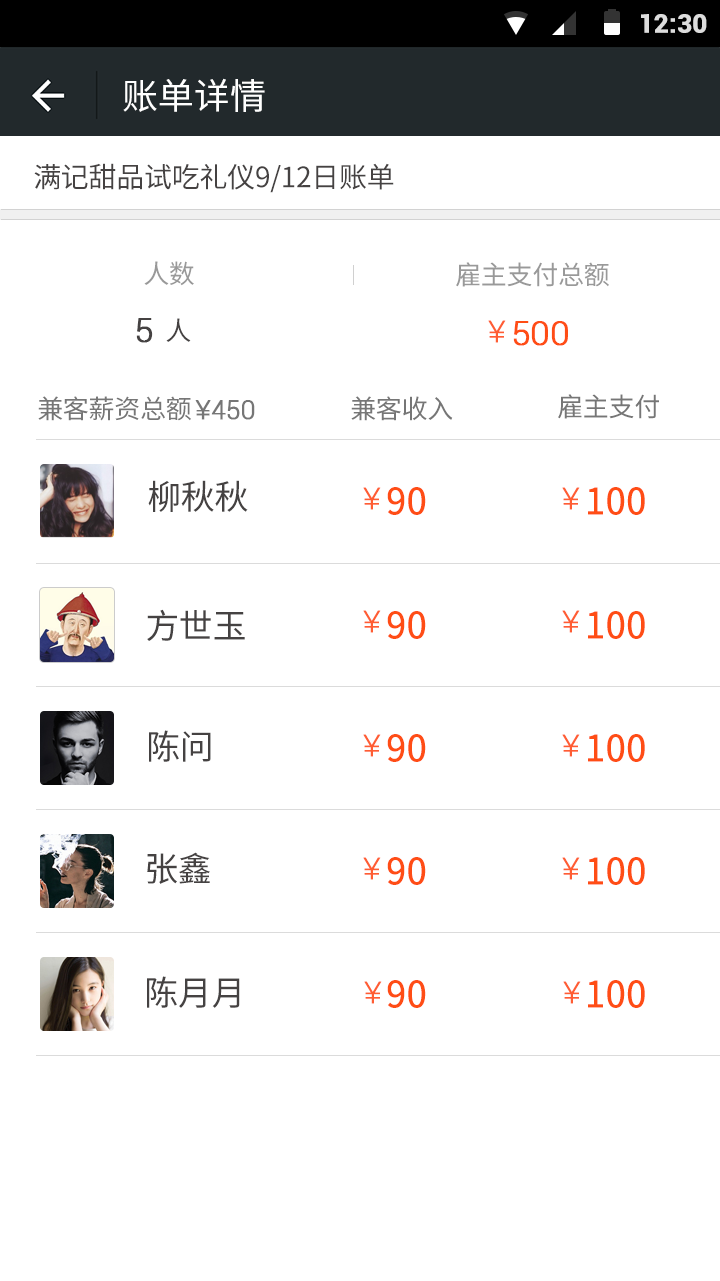 12:30
账单详情
满记甜品试吃礼仪9/12日账单
人数 雇主支付总额
5 人 ¥500
兼客薪资总额¥450 兼客收入 雇主支付
柳秋秋 ¥90 ¥100
方世玉 ¥90 ¥100
陈问 ¥90 ¥100
张鑫 ¥90 ¥100
陈月月 ¥90 ¥100